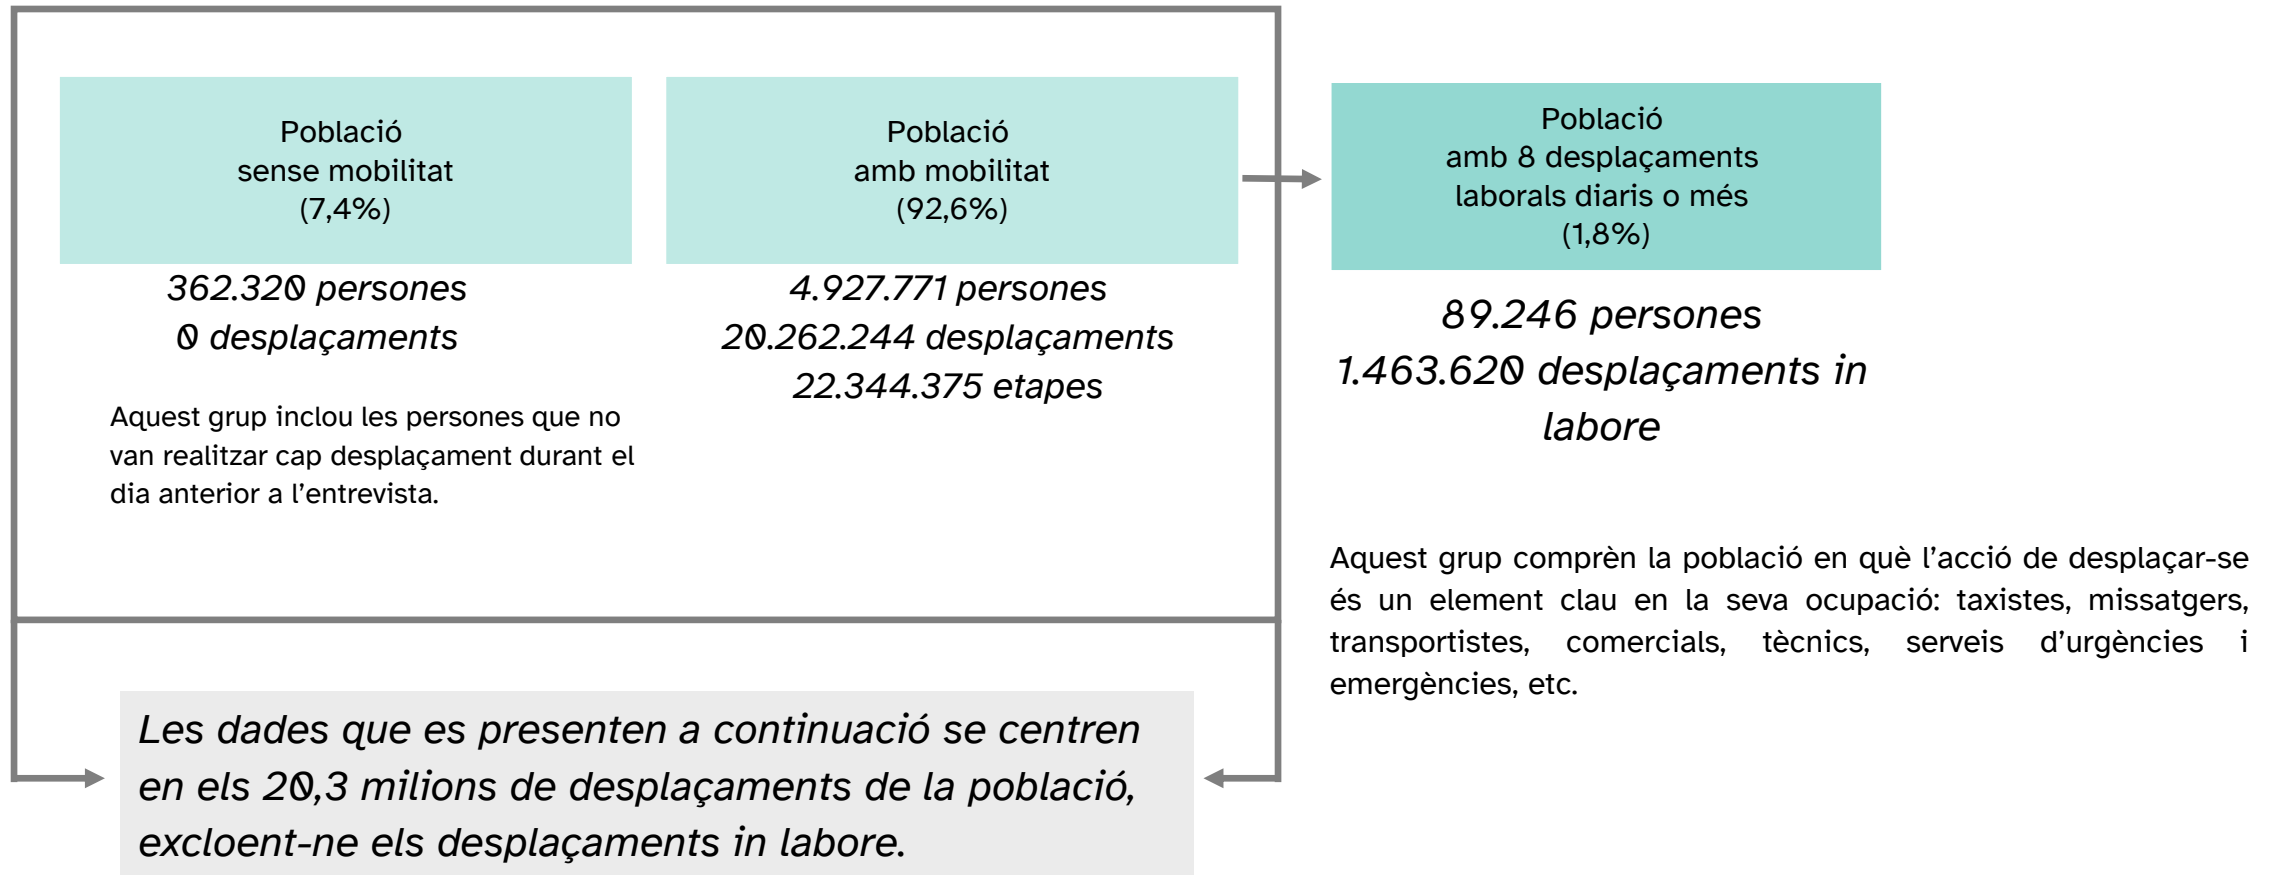 Població
sense mobilitat
(7,4%)
362.320 persones
0 desplaçaments
Aquest grup inclou les persones que no
van realitzar cap desplaçament durant el
dia anterior a l’entrevista.
Població
amb mobilitat
(92,6%)
4.927.771 persones
20.262.244 desplaçaments
22.344.375 etapes
Població
amb 8 desplaçaments
laborals diaris o més
(1,8%)
89.246 persones
1.463.620 desplaçaments in
labore
Aquest grup comprèn la població en què l’acció de desplaçar-se
és un element clau en la seva ocupació: taxistes, missatgers,
transportistes, comercials, tècnics, serveis d’urgències i
emergències, etc.
Les dades que es presenten a continuació se centren
en els 20,3 milions de desplaçaments de la població,
excloent-ne els desplaçaments in labore.